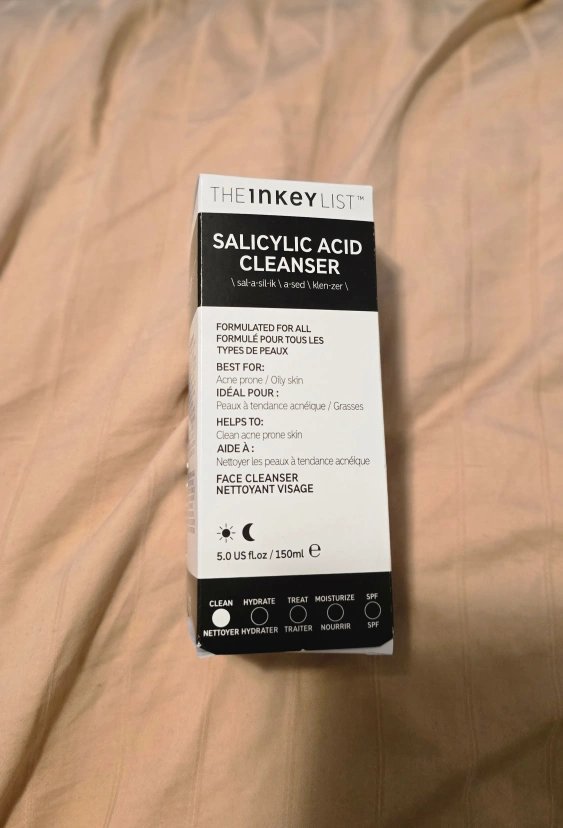 THE INKEY LIST™
SALICYLIC ACID
CLEANSER
\ sal·a·sil·ik \ a·sed \ klen·zer \
FORMULATED FOR ALL
FORMULÉ POUR TOUS LES
TYPES DE PEAUX
BEST FOR:
Acne prone / Oily skin
IDÉAL POUR :
Peaux à tendance acnéique / Grasses
HELPS TO:
Clean acne prone skin
AIDE À :
Nettoyer les peaux à tendance acnéique
FACE CLEANSER
NETTOYANT VISAGE
5.0 US fl.oz / 150ml ℮
CLEAN HYDRATE TREAT MOISTURIZE SPF
NETTOYER HYDRATER TRAITER NOURRIR SPF